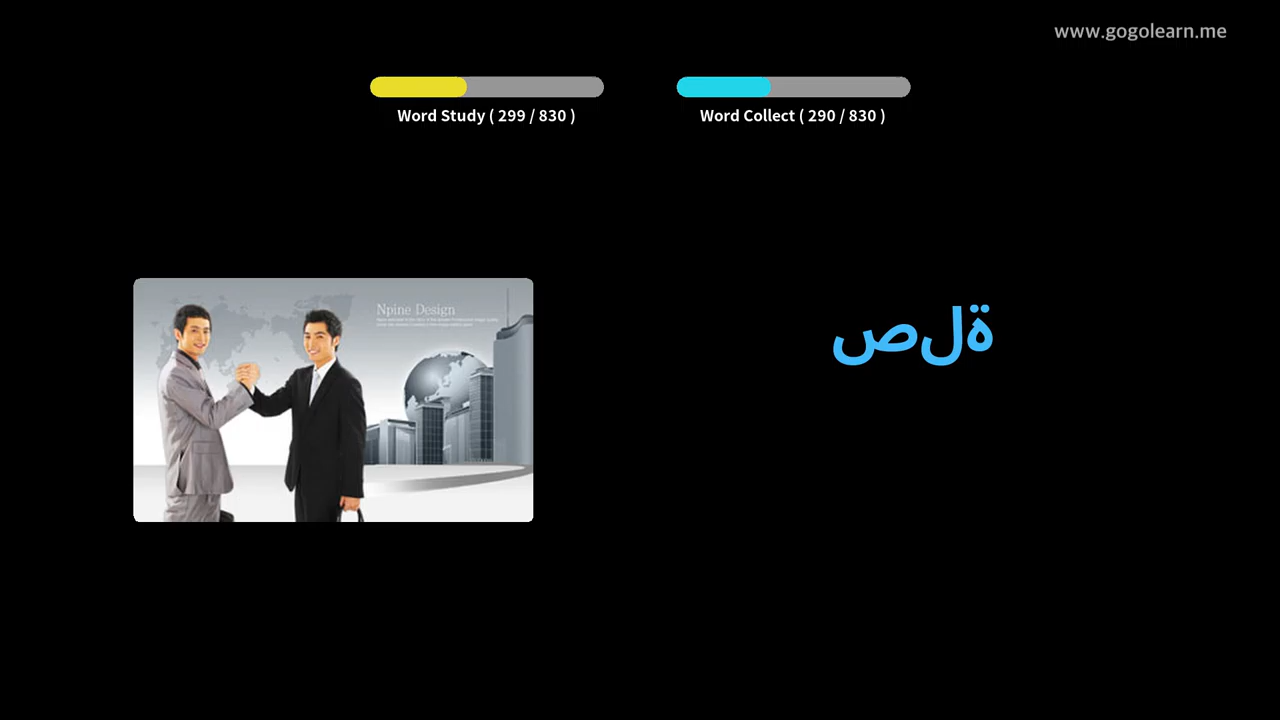 www.gogolearn.me
Word Study ( 299 / 830 )
Word Collect ( 290 / 830 )
Npine Design
صلة